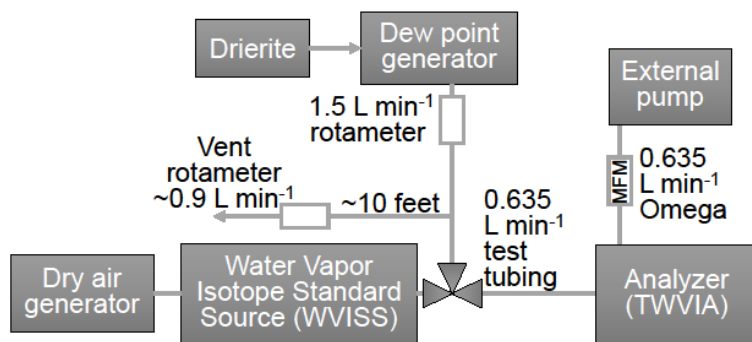 Drierite
Dew point
generator
External
pump
1.5 L min-1
rotameter
Vent
rotameter
~0.9 L min-1
~10 feet
0.635
L min-1
test
tubing
MFM
0.635
L min-1
Omega
Dry air
generator
Water Vapor
Isotope Standard
Source (WVISS)
Analyzer
(TWVIA)